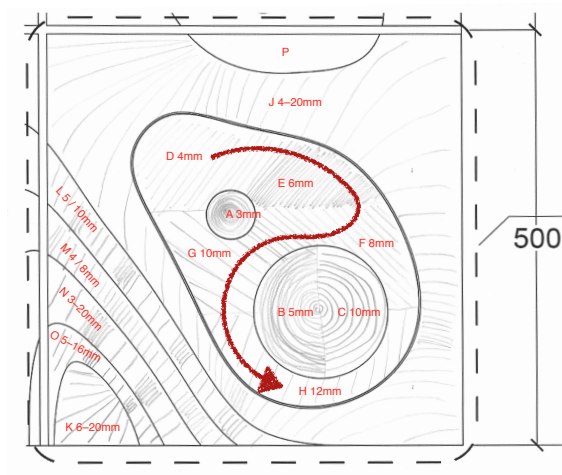 P
J 4–20mm
D 4mm
E 6mm
L 5 / 10mm
A 3mm
500
F 8mm
G 10mm
M 4 / 8mm
N 3–20mm
B 5mm
C 10mm
O 5–16mm
H 12mm
K 6–20mm